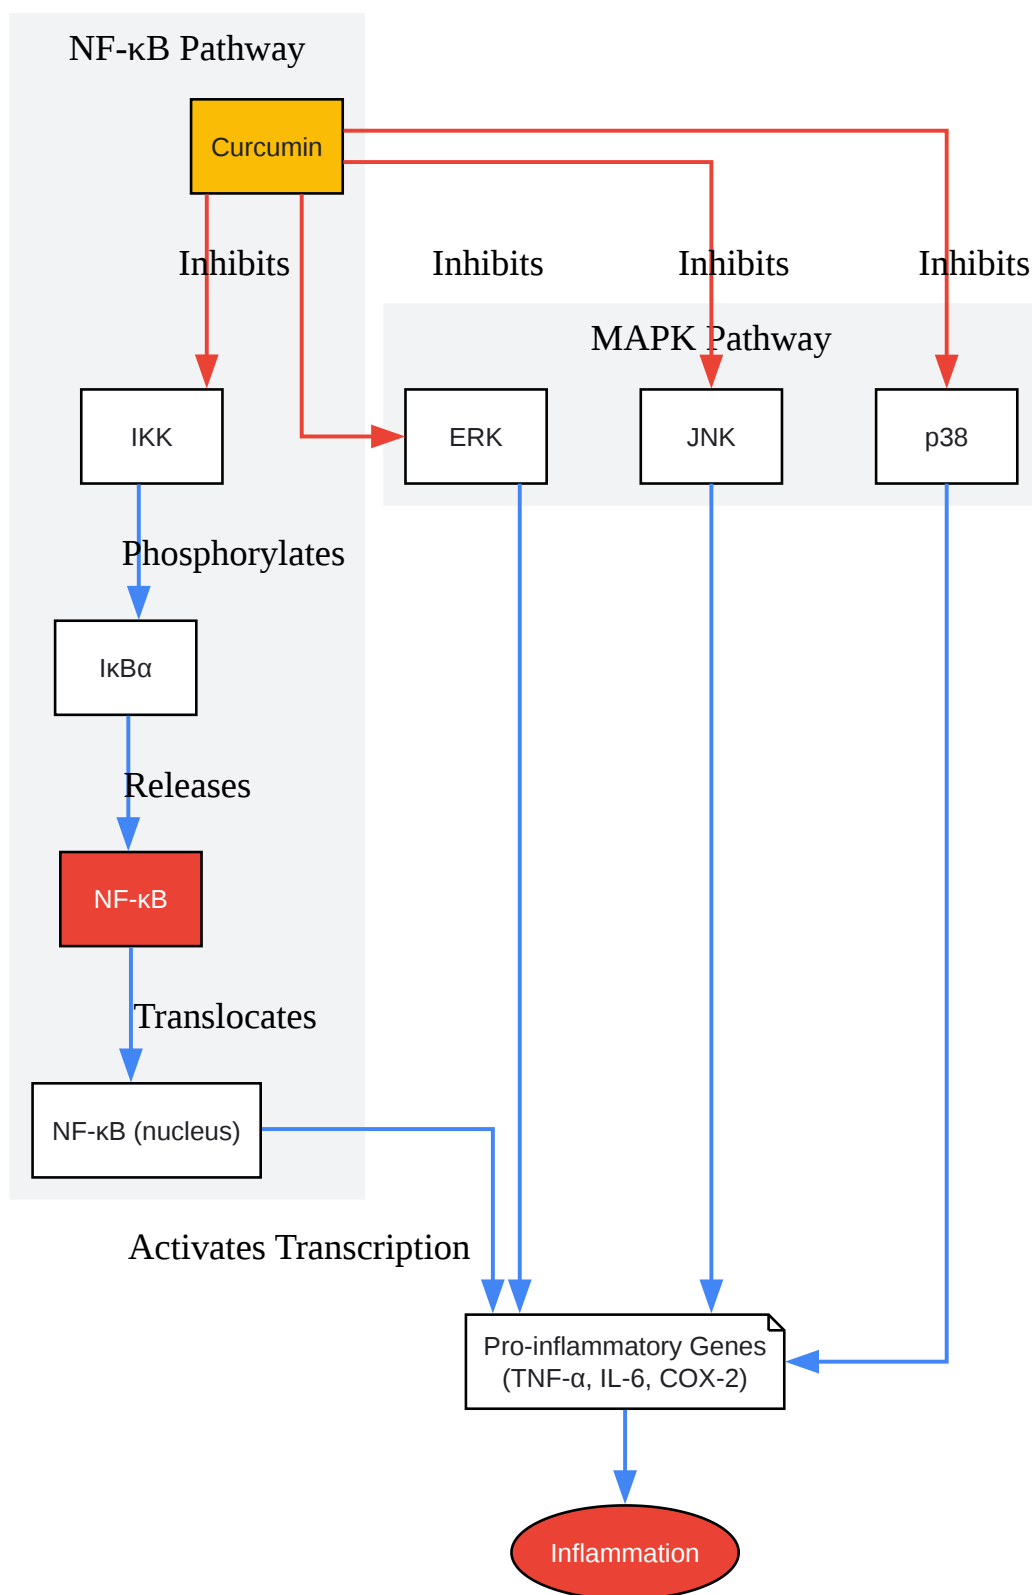 NF-κB Pathway
Curcumin
Inhibits
Inhibits
Inhibits
Inhibits
MAPK Pathway
IKK
ERK
JNK
p38
Phosphorylates
IκBα
Releases
NF-κB
Translocates
NF-κB (nucleus)
Activates Transcription
Pro-inflammatory Genes
(TNF-α, IL-6, COX-2)
Inflammation